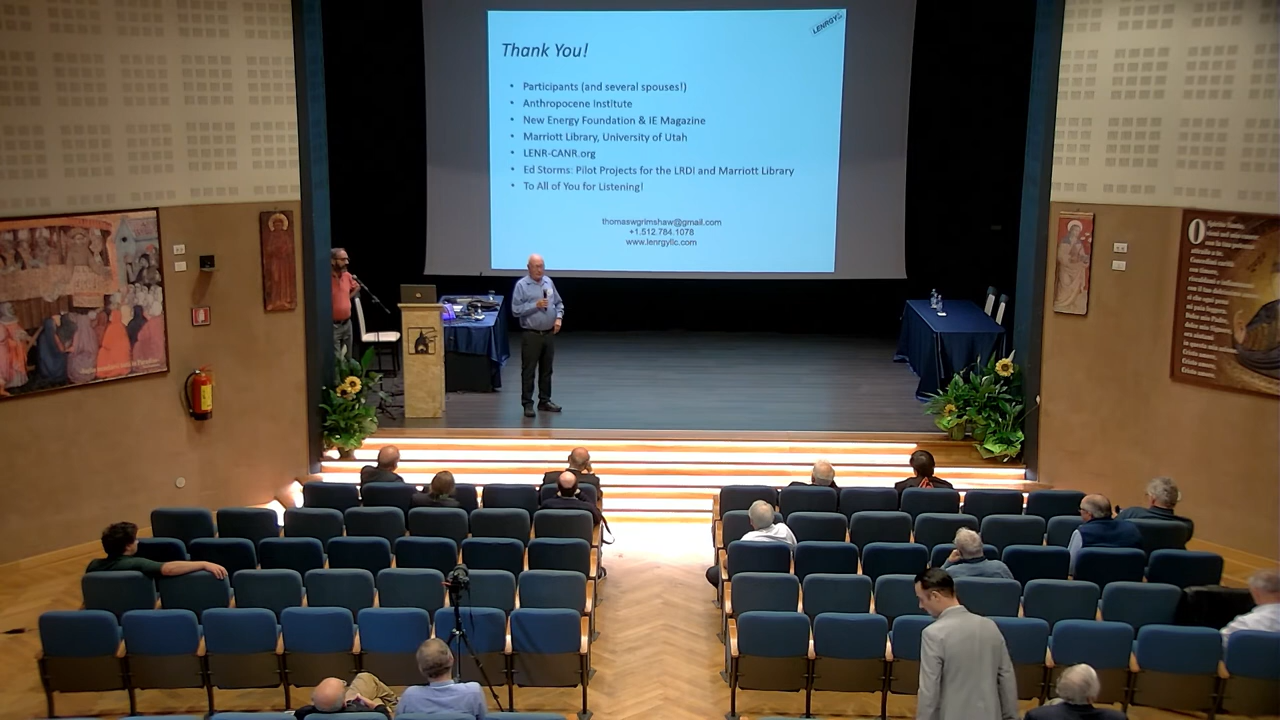 LENRGY
Thank You!
• Participants (and several spouses!)
• Anthropocene Institute
• New Energy Foundation & IE Magazine
• Marriott Library, University of Utah
• LENR-CANR.org
• Ed Storms: Pilot Projects for the LRDI and Marriott Library
• To All of You for Listening!
thomaswgrimshaw@gmail.com
+1.512.784.1078
www.lenrgyllc.com